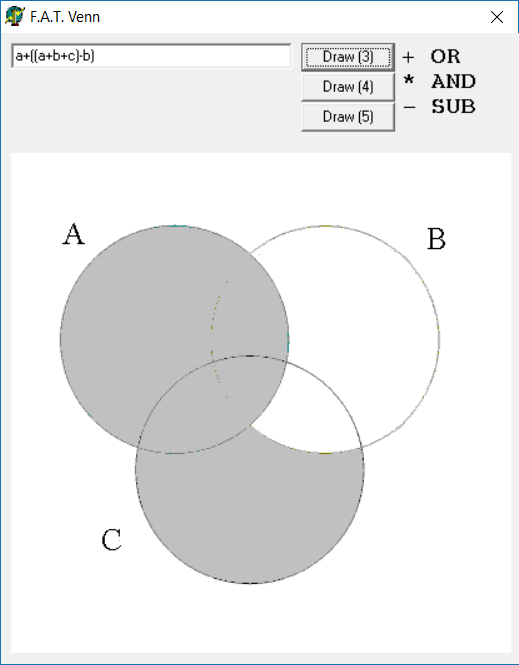 F.A.T. Venn
a+((a+b+c)-b)
Draw (3)
+ OR
Draw (4)
* AND
Draw (5)
- SUB
A
B
C